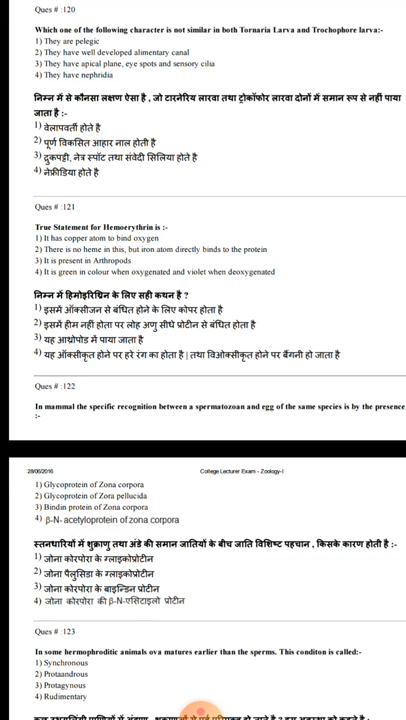 Ques # :120
Which one of the following character is not similar in both Tornaria Larva and Trochophore larva:-
1) They are pelegic
2) They have well developed alimentary canal
3) They have apical plane, eye spots and sensory cilia
4) They have nephridia
निम्न में से कौनसा लक्षण ऐसा है , जो टारनेरिय लारवा तथा ट्रोकॉफोर लारवा दोनों में समान रूप से नहीं पाया
जाता है :-
1) वेलापवर्ती होते है
2) पूर्ण विकसित आहार नाल होती है
3) ट्रुकपट्टी, नेत्र स्पॉट तथा संवेदी सिलिया होते है
4) नेफ्रीडिया होते है
Ques # :121
True Statement for Hemoerythrin is :-
1) It has copper atom to bind oxygen
2) There is no heme in this, but iron atom directly binds to the protein
3) It is present in Arthropods
4) It is green in colour when oxygenated and violet when deoxygenated
निम्न में हिमोइरिथ्रिन के लिए सही कथन है ?
1) इसमें ऑक्सीजन से बंधित होने के लिए कोपर होता है
2) इसमें हीम नहीं होता पर लोह अणु सीधे प्रोटीन से बंधित होता है
3) यह आथ्रोपोड में पाया जाता है
4) यह ऑक्सीकृत होने पर हरे रंग का होता है | तथा विओक्सीकृत होने पर बैंगनी हो जाता है
Ques # :122
In mammal the specific recognition between a spermatozoan and egg of the same species is by the presence
:-
28/06/2016 College Lecturer Exam - Zoology-I
1) Glycoprotein of Zona corpora
2) Glycoprotein of Zora pellucida
3) Bindin protein of Zona corpora
4) β-N- acetyloprotein of zona corpora
स्तनधारियों में शुक्राणु तथा अंडे की समान जातियों के बीच जाति विशिष्ट पहचान , किसके कारण होती है :-
1) जोना कोरपोरा के ग्लाइकोप्रोटीन
2) जोना पैलुसिडा के ग्लाइकोप्रोटीन
3) जोना कोरपोरा के बाइन्डिन प्रोटीन
4) जोना कोरपोरा की β-N-एसिटाइलो प्रोटीन
Ques # :123
In some hermophroditic animals ova matures earlier than the sperms. This conditon is called:-
1) Synchronous
2) Protaandrous
3) Protagynous
4) Rudimentary